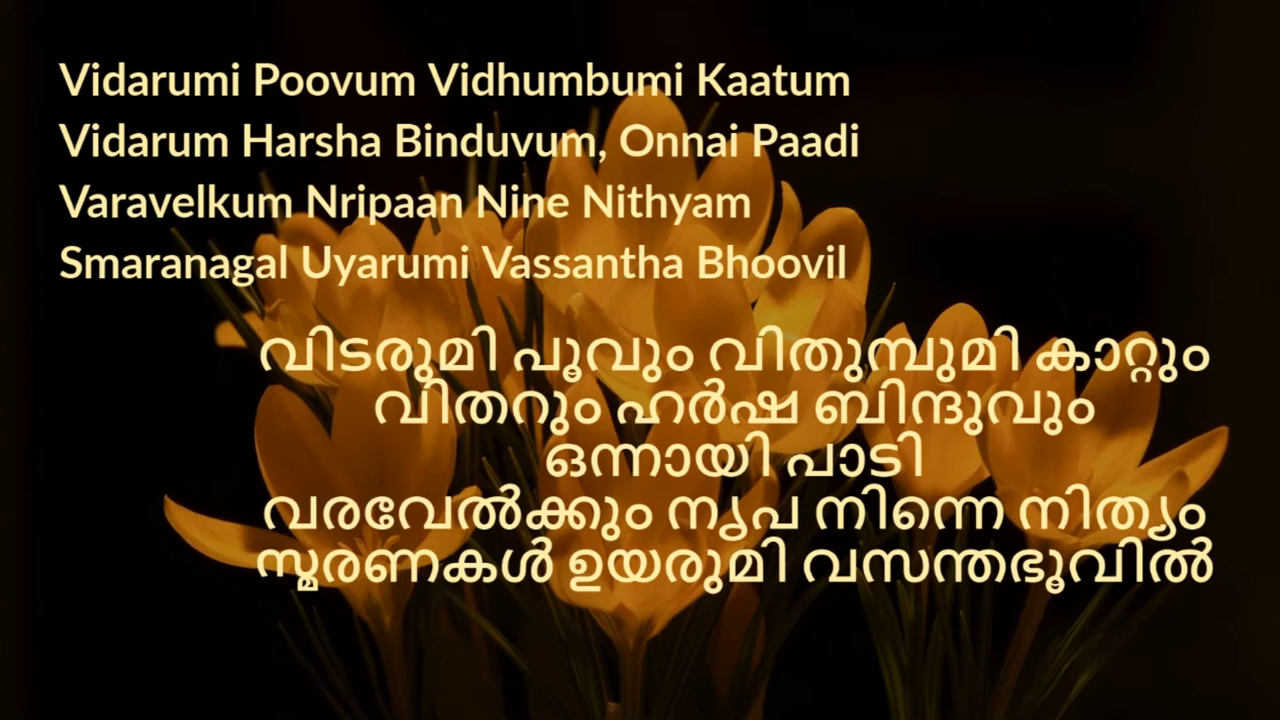 Vidarumi Poovum Vidhumbumi Kaatum
Vidarum Harsha Binduvum, Onnai Paadi
Varavelkum Nripaan Nine Nithyam
Smaranagal Uyarumi Vassantha Bhoovil
വിടരുമി പൂവും വിതുമ്പുമി കാറ്റും
വിതറും ഹർഷ ബിന്ദുവും
ഒന്നായി പാടി
വരവേൽക്കും നൃപ നിന്നെ നിത്യം
സ്മരണകൾ ഉയരുമി വസന്തഭൂവിൽ